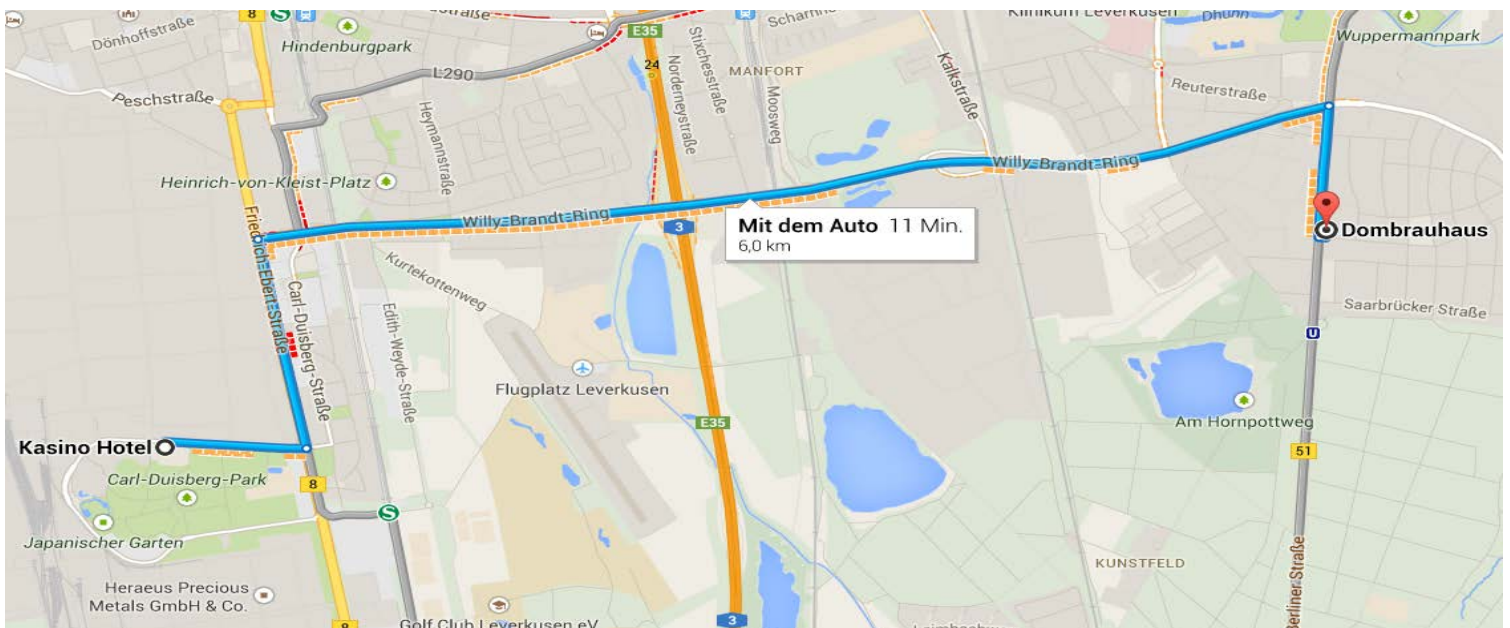 8
S
Dönhoffstraße
Hindenburgpark
E35
24
L290
Peschstraße
Heymannstraße
Norderneystraße
Stixchesstraße
MANFORT
Moosweg
Kalkstraße
Klinikum Leverkusen
Dhünn
Wuppermannpark
Reuterstraße
Heinrich-von-Kleist-Platz
Willy-Brandt-Ring
Willy-Brandt-Ring
3
Mit dem Auto 11 Min.
6,0 km
Dombrauhaus
Friedrich-Ebert-Straße
Carl-Duisberg-Straße
Kurtekottenweg
Edith-Weyde-Straße
Saarbrücker Straße
U
Flugplatz Leverkusen
E35
Am Hornpottweg
51
Kasino Hotel
Carl-Duisberg-Park
8
S
Japanischer Garten
KUNSTFELD
Berliner Straße
Heraeus Precious
Metals GmbH & Co.
Golf Club Leverkusen eV
3
8